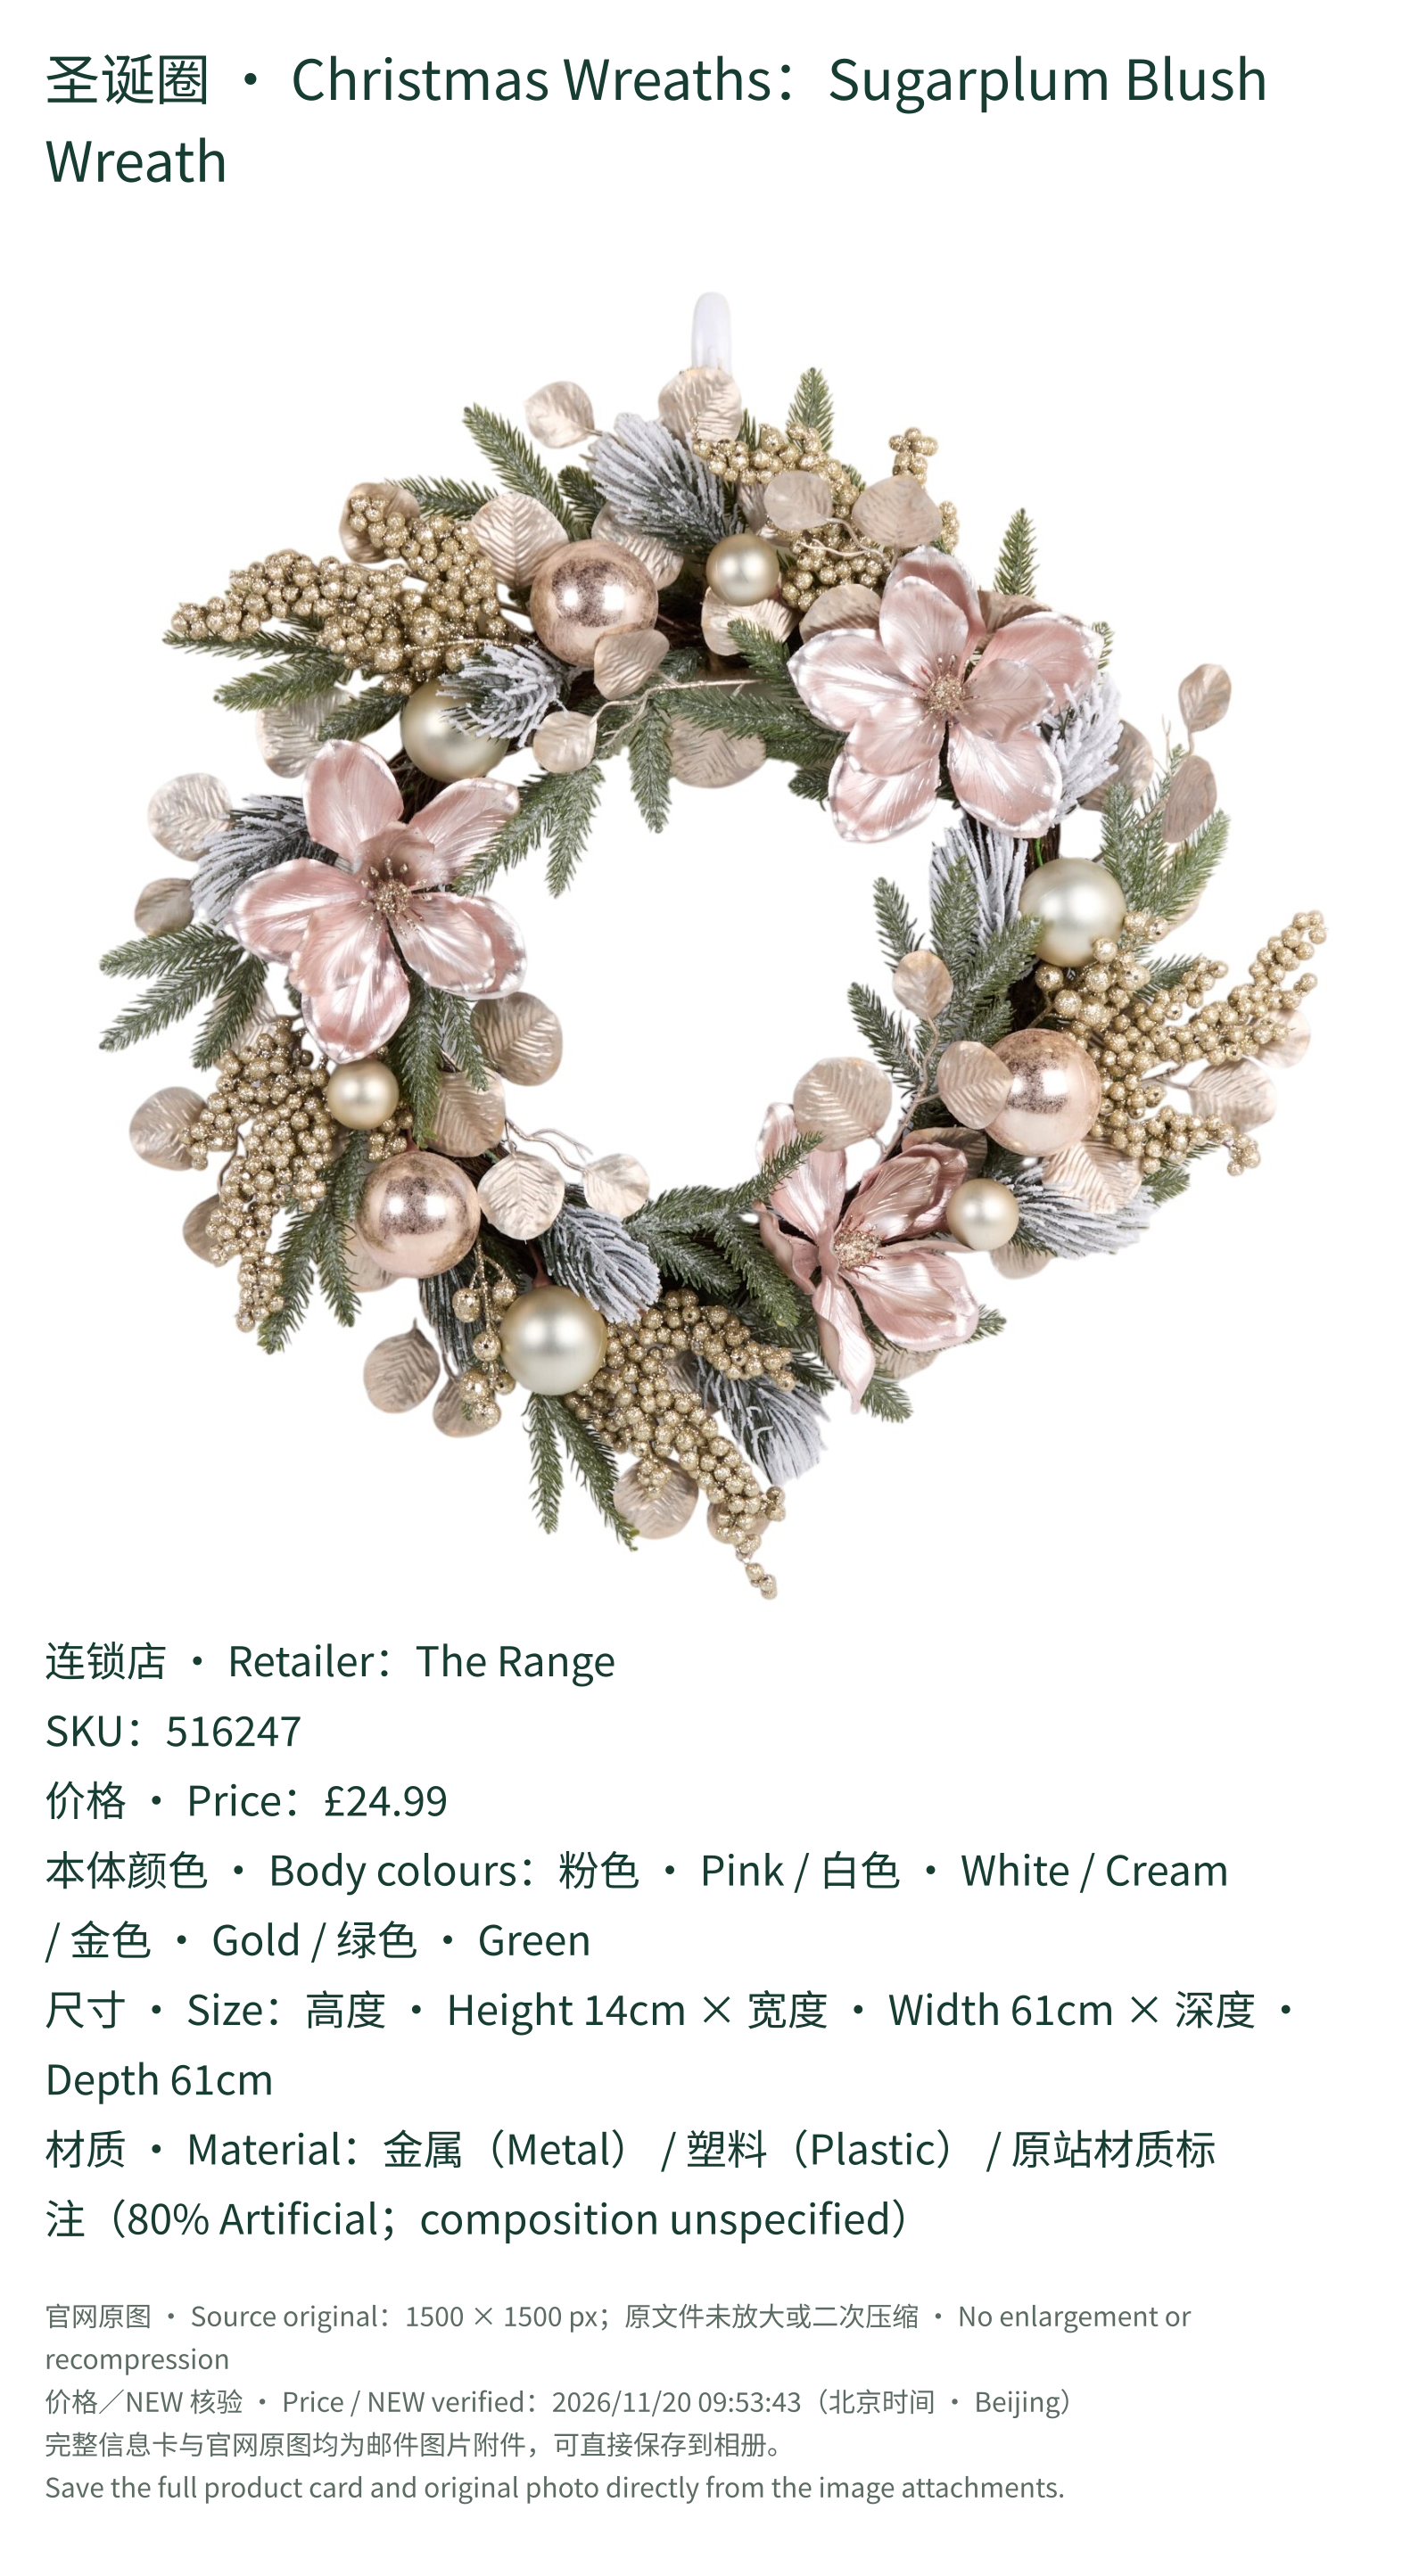 圣诞圈 · Christmas Wreaths：Sugarplum Blush
Wreath
连锁店 · Retailer：The Range
SKU：516247
价格 · Price：£24.99
本体颜色 · Body colours：粉色 · Pink / 白色 · White / Cream
/ 金色 · Gold / 绿色 · Green
尺寸 · Size：高度 · Height 14cm × 宽度 · Width 61cm × 深度 ·
Depth 61cm
材质 · Material：金属（Metal） / 塑料（Plastic） / 原站材质标
注（80% Artificial；composition unspecified）
官网原图 · Source original：1500 × 1500 px；原文件未放大或二次压缩 · No enlargement or
recompression
价格／NEW 核验 · Price / NEW verified：2026/11/20 09:53:43（北京时间 · Beijing）
完整信息卡与官网原图均为邮件图片附件，可直接保存到相册。
Save the full product card and original photo directly from the image attachments.